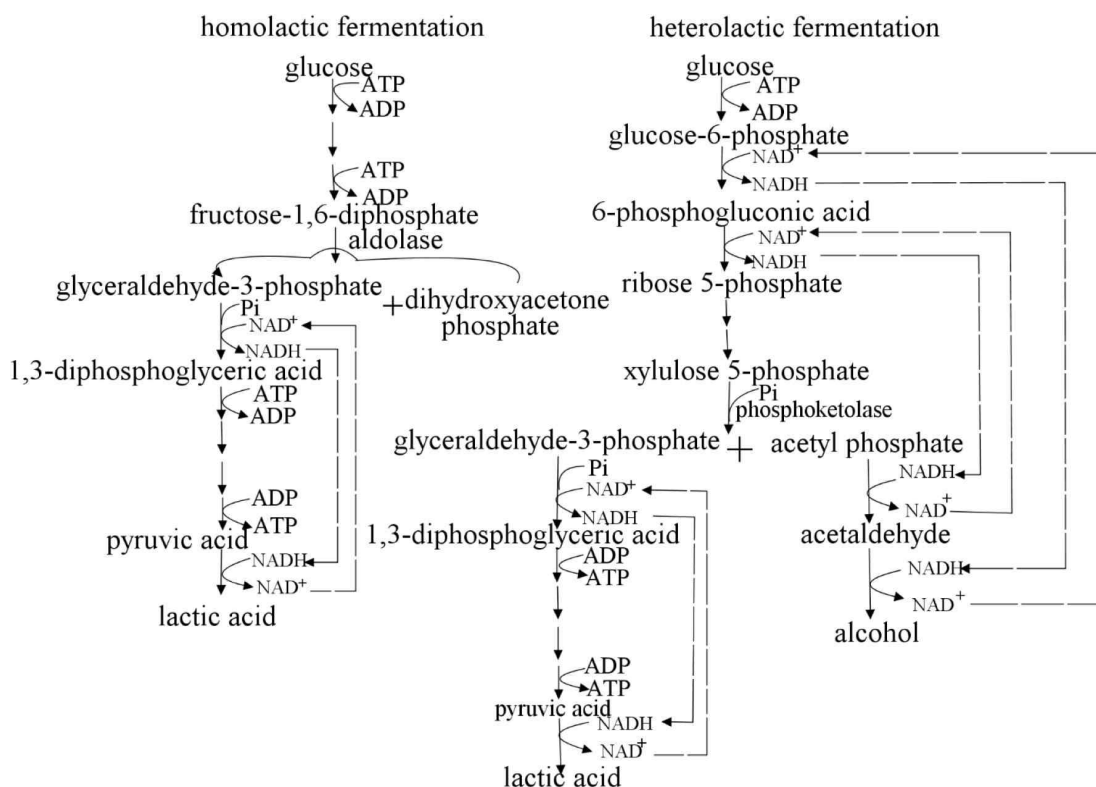 homolactic fermentation
glucose
ATP
ADP
ATP
ADP
fructose-1,6-diphosphate
aldolase
glyceraldehyde-3-phosphate
+
dihydroxyacetone
phosphate
Pi
NAD+
NADH
1,3-diphosphoglyceric acid
ATP
ADP
ADP
ATP
pyruvic acid
NADH
NAD+
lactic acid
heterolactic fermentation
glucose
ATP
ADP
glucose-6-phosphate
NAD+
NADH
6-phosphogluconic acid
NAD+
NADH
ribose 5-phosphate
xylulose 5-phosphate
Pi
phosphoketolase
glyceraldehyde-3-phosphate
+
acetyl phosphate
Pi
NAD+
NADH
1,3-diphosphoglyceric acid
ADP
ATP
ADP
ATP
pyruvic acid
NADH
NAD+
lactic acid
NADH
NAD+
acetaldehyde
NADH
NAD+
alcohol